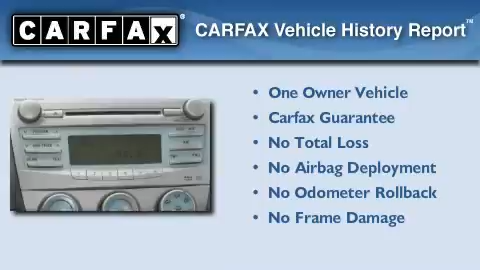 CARFAX® CARFAX Vehicle History Report™
• One Owner Vehicle
• Carfax Guarantee
• No Total Loss
• No Airbag Deployment
• No Odometer Rollback
• No Frame Damage